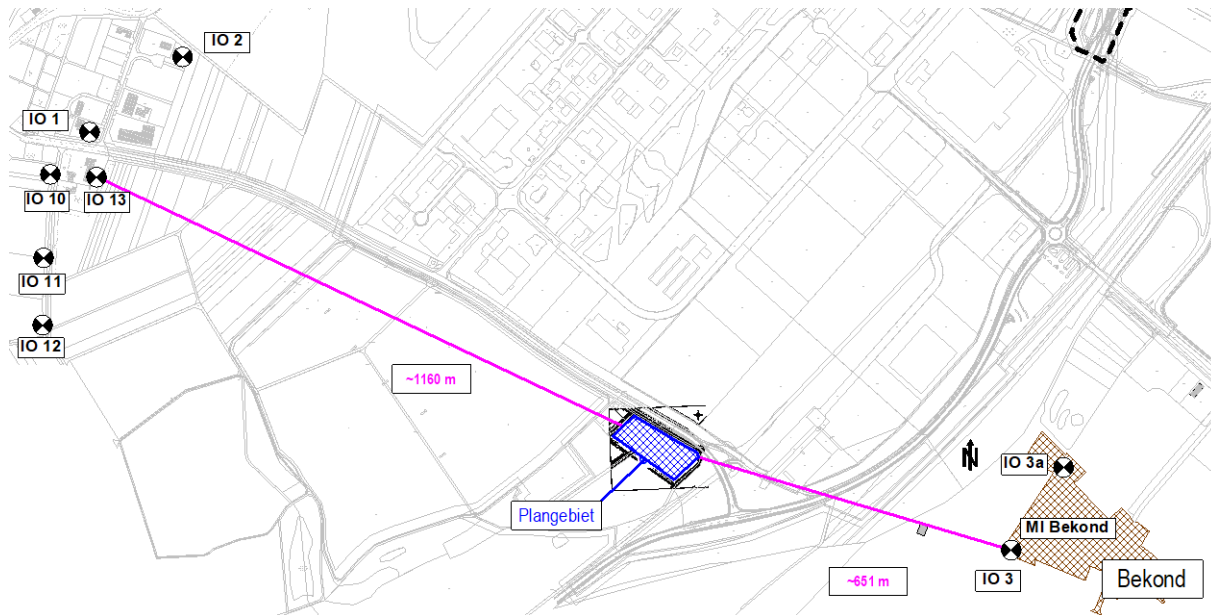 IO 2
IO 1
IO 10
IO 13
IO 11
IO 12
~1160 m
N
IO 3a
Plangebiet
MI Bekond
IO 3
~651 m
Bekond